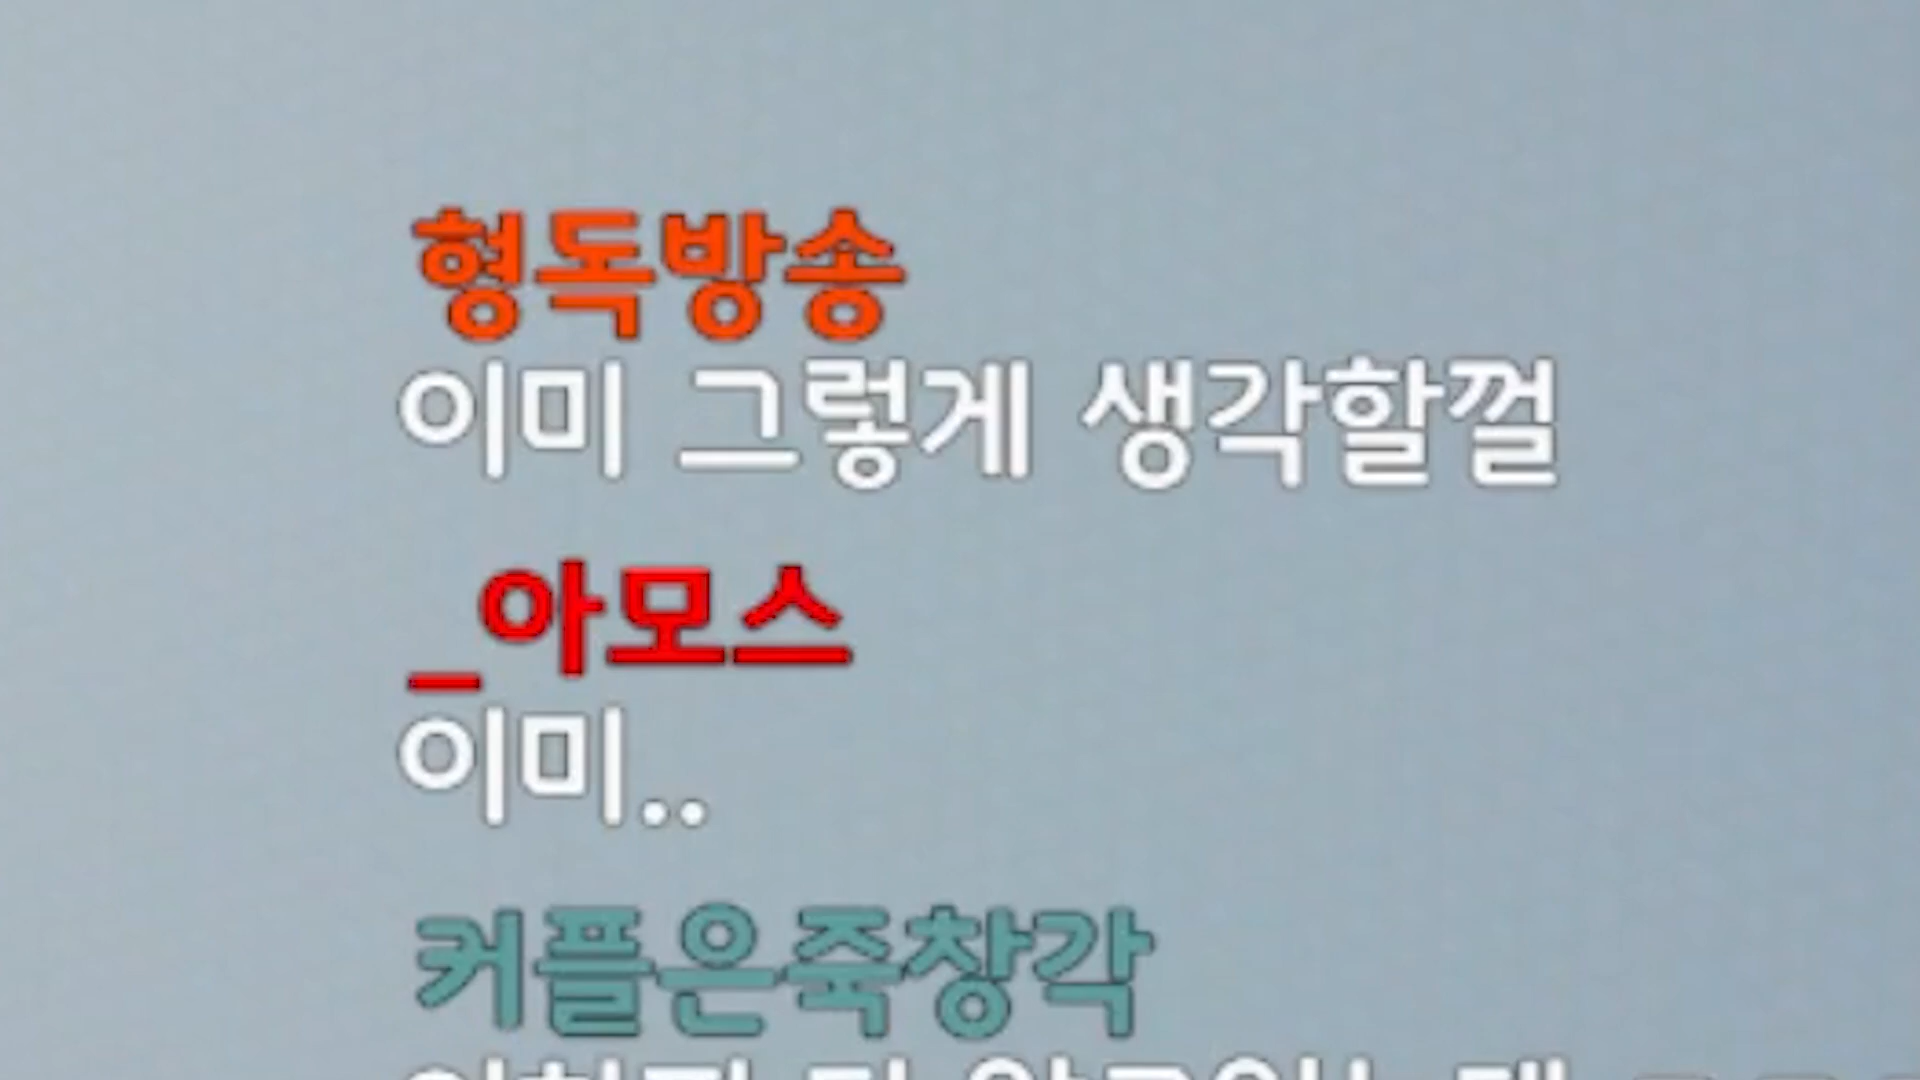 형독방송
이미 그렇게 생각할껄
_아모스
이미..
커플은죽창각